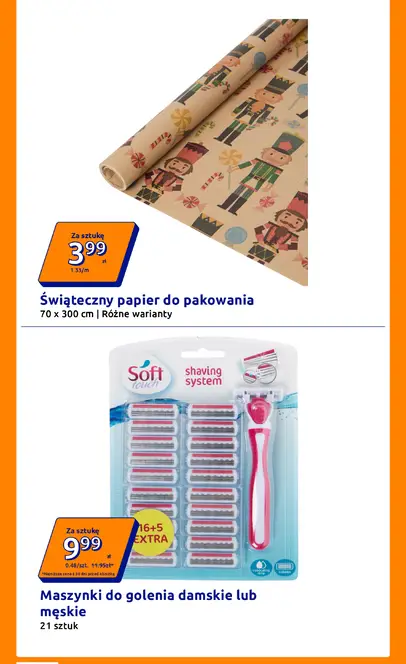 Za sztukę
3.99
zł
1.33/m
Świąteczny papier do pakowania
70 x 300 cm | Różne warianty
Soft
touch
shaving
system
16+5
EXTRA
Za sztukę
9.99
zł
0.48/szt. 11.95zł*
Maszynki do golenia damskie lub
męskie
21 sztuk